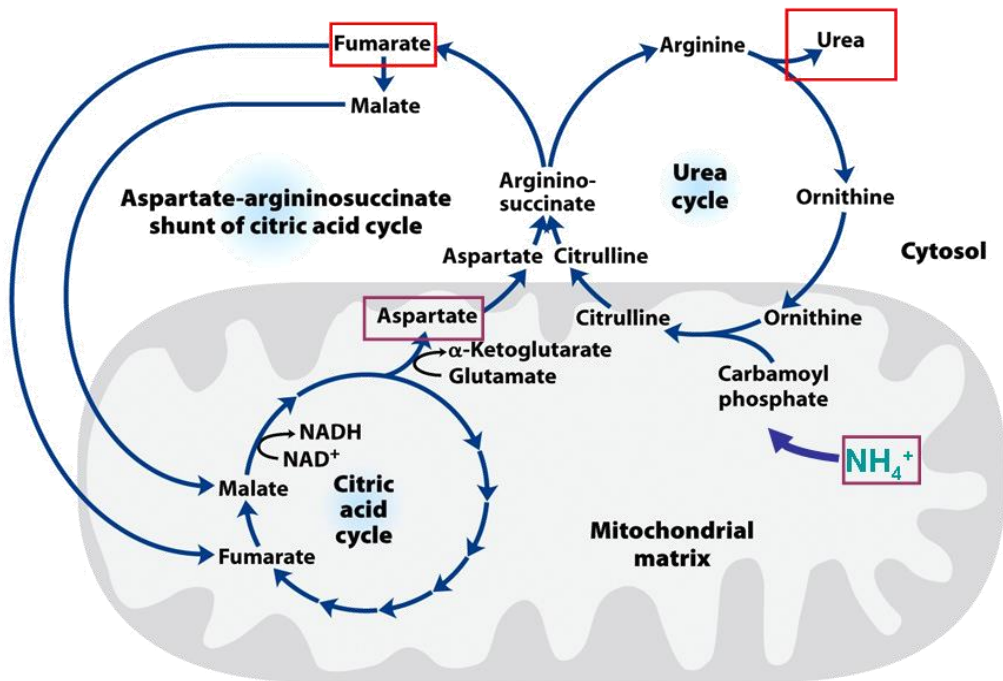 Fumarate
Arginine
Urea
Malate
Aspartate-argininosuccinate
shunt of citric acid cycle
Arginino-
succinate
Urea
cycle
Ornithine
Aspartate
Citrulline
Cytosol
Aspartate
Citrulline
Ornithine
α-Ketoglutarate
Glutamate
Carbamoyl
phosphate
NADH
NAD⁺
NH₄⁺
Malate
Citric
acid
cycle
Mitochondrial
matrix
Fumarate